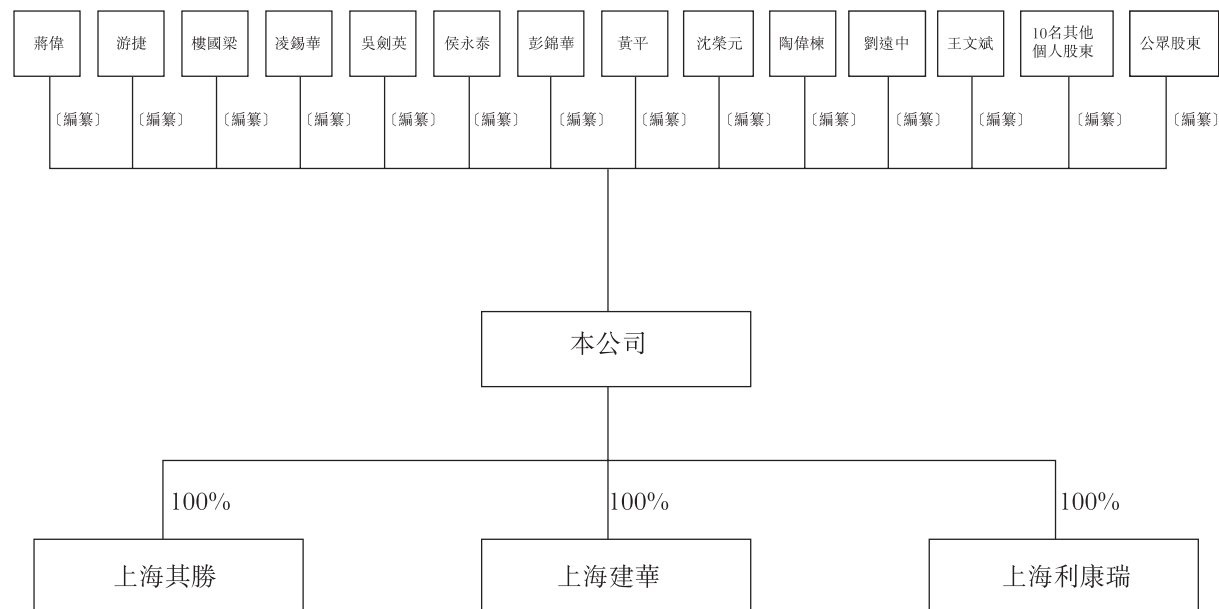 蔣偉
游捷
樓國梁
凌錫華
吳劍英
侯永泰
彭錦華
黃平
沈榮元
陶偉棟
劉遠中
王文斌
10名其他
個人股東
公眾股東
〔編纂〕
〔編纂〕
〔編纂〕
〔編纂〕
〔編纂〕
〔編纂〕
〔編纂〕
〔編纂〕
〔編纂〕
〔編纂〕
〔編纂〕
〔編纂〕
〔編纂〕
〔編纂〕
本公司
100%
100%
100%
上海其勝
上海建華
上海利康瑞